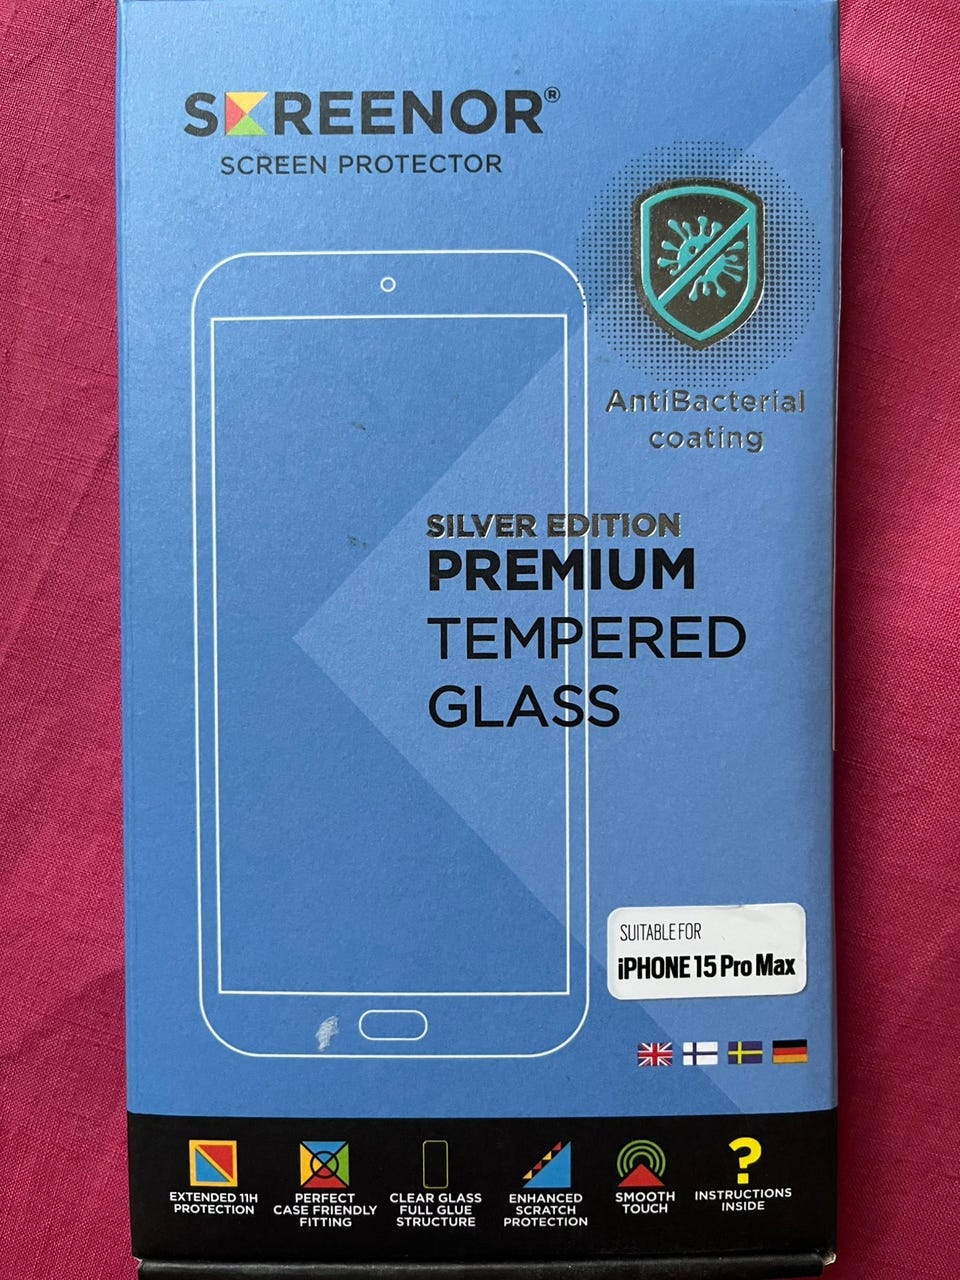 SCREENOR®
SCREEN PROTECTOR
AntiBacterial
coating
SILVER EDITION
PREMIUM
TEMPERED
GLASS
SUITABLE FOR
iPHONE 15 Pro Max
EXTENDED 11H
PROTECTION
PERFECT
CASE FRIENDLY
FITTING
CLEAR GLASS
FULL GLUE
STRUCTURE
ENHANCED
SCRATCH
PROTECTION
SMOOTH
TOUCH
?
INSTRUCTIONS
INSIDE